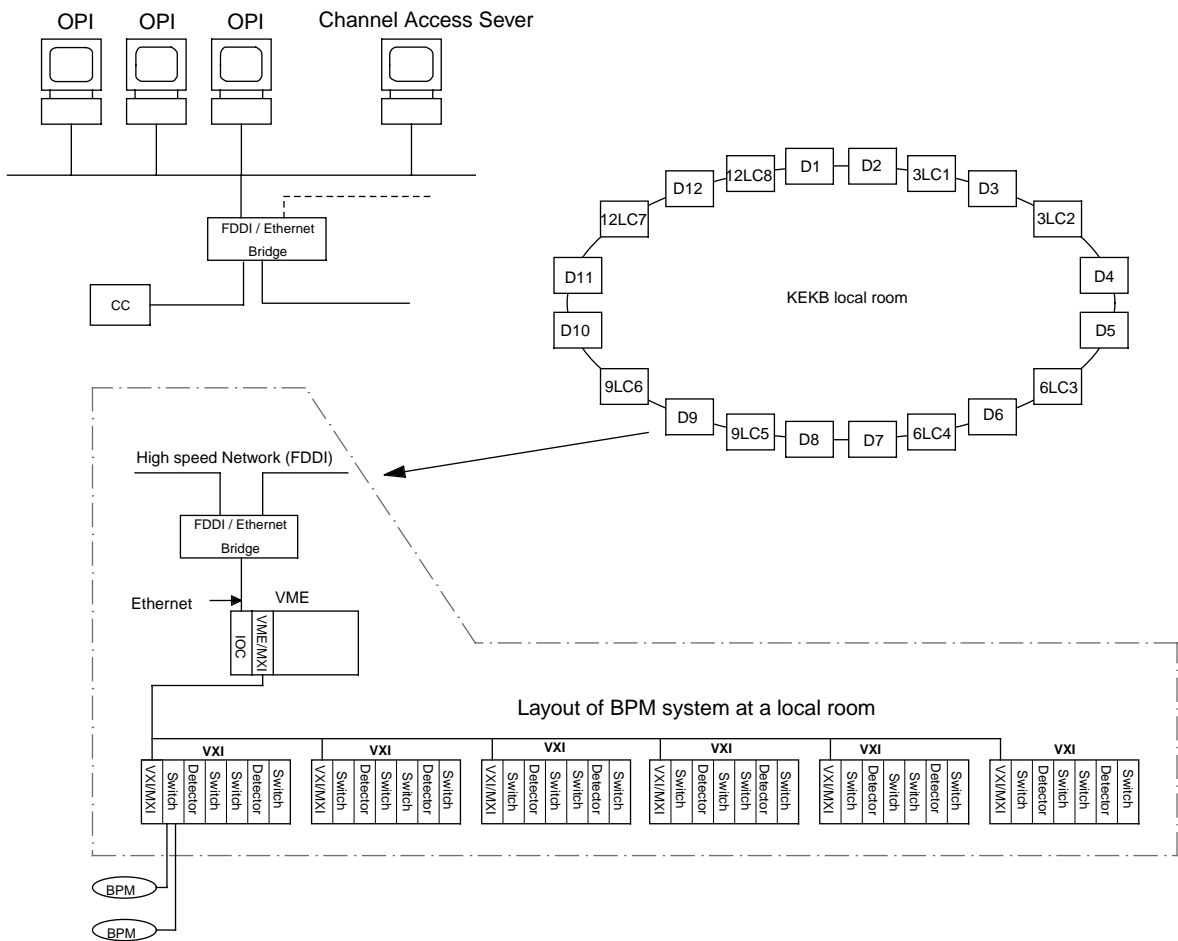 OPI OPI OPI Channel Access Sever
FDDI / Ethernet
Bridge
CC
12LC8 D1 D2 3LC1
D12 D3
12LC7 3LC2
D11 D4
KEKB local room
D10 D5
9LC6 6LC3
D9 D6
9LC5 D8 D7 6LC4
High speed Network (FDDI)
FDDI / Ethernet
Bridge
Ethernet
VME
IOC
VME/MXI
Layout of BPM system at a local room
VXI VXI VXI VXI VXI VXI
VXI/MXI Switch Detector Switch Switch Detector Switch
VXI/MXI Switch Detector Switch Switch Detector Switch
VXI/MXI Switch Detector Switch Switch Detector Switch
VXI/MXI Switch Detector Switch Switch Detector Switch
VXI/MXI Switch Detector Switch Switch Detector Switch
VXI/MXI Switch Detector Switch Switch Detector Switch
BPM
BPM